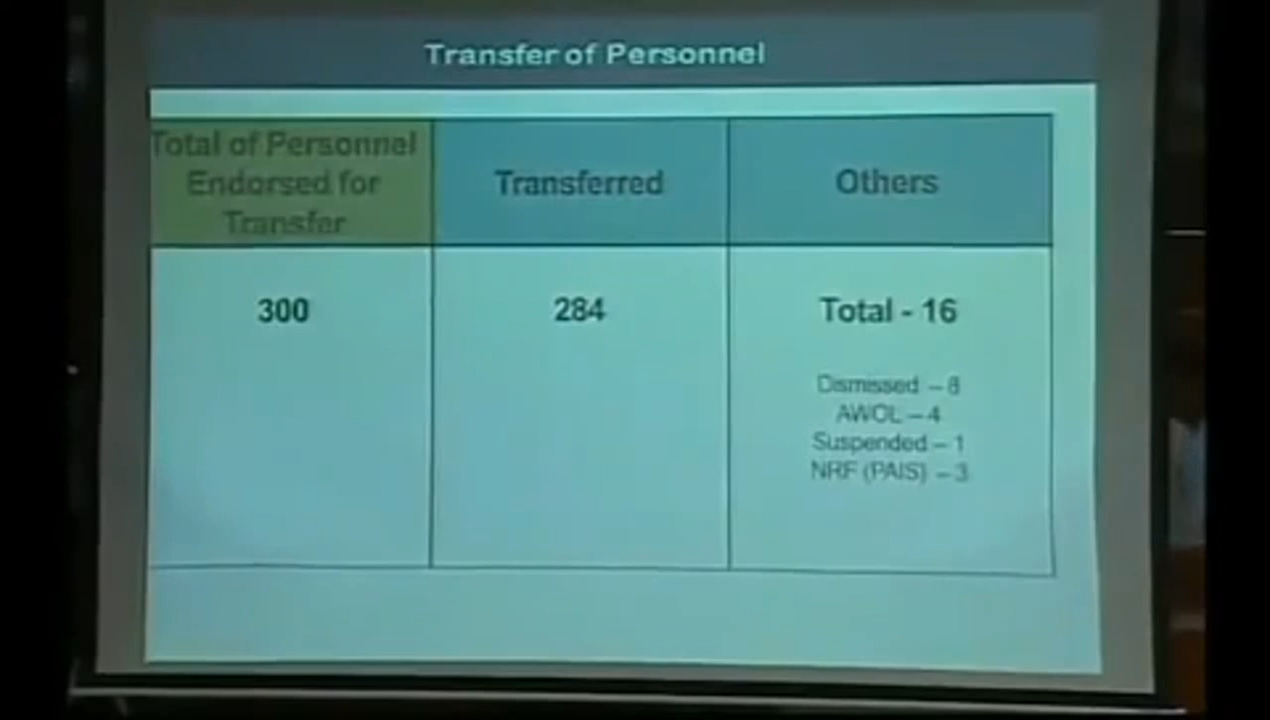 Transfer of Personnel
Total of Personnel
Endorsed for
Transfer
Transferred
Others
300
284
Total - 16
Dismissed – 8
AWOL – 4
Suspended – 1
NRF (PAIS) – 3